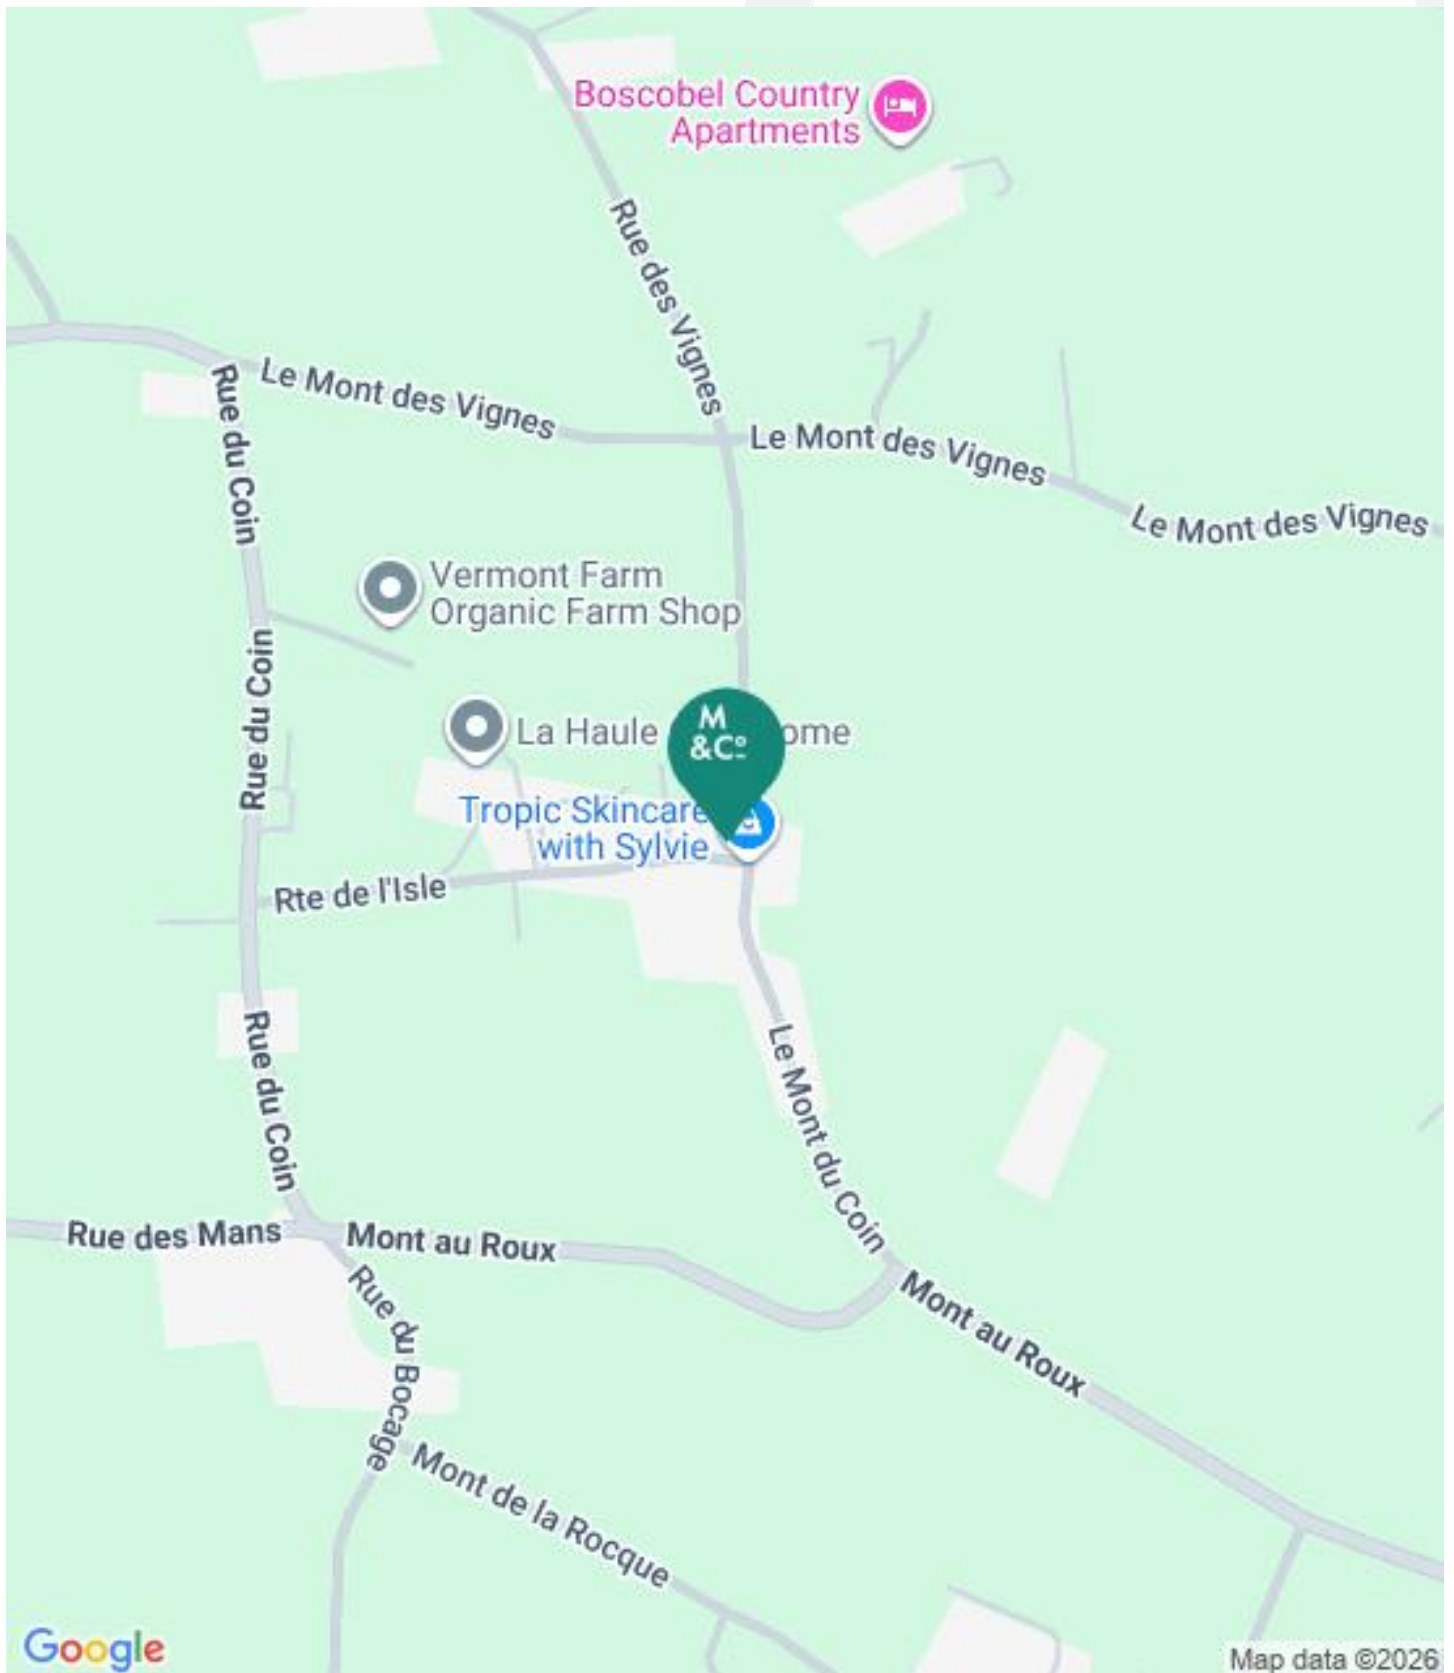 Boscobel Country
Apartments
Rue des Vignes
Le Mont des Vignes
Rue du Coin
Le Mont des Vignes
Le Mont des Vignes
Vermont Farm
Organic Farm Shop
Rue du Coin
M
&Cº
La Haule
Tropic Skincare
with Sylvie
Rte de l'Isle
Rue du Coin
Le Mont du Coin
Rue des Mans
Mont au Roux
Rue du Bocage
Mont au Roux
Mont de la Rocque
Google
Map data ©2026